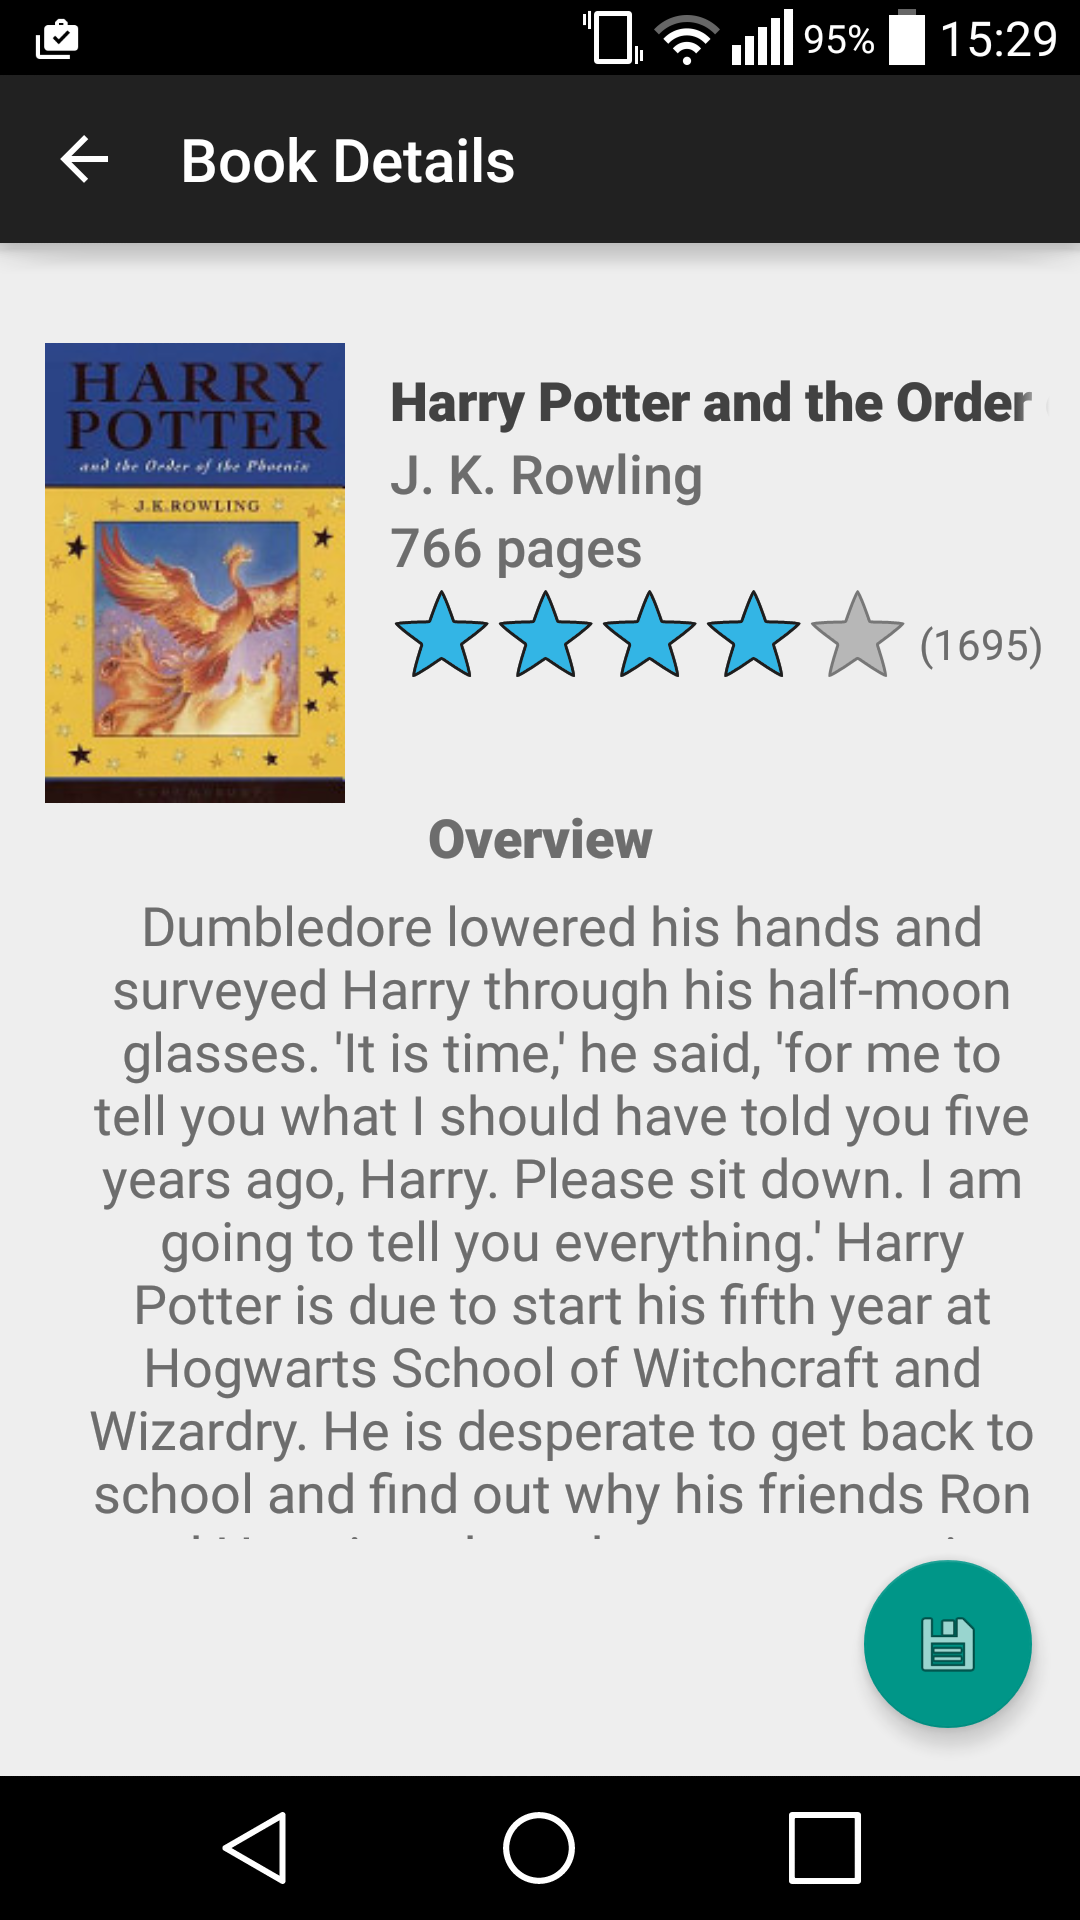 95% 15:29
Book Details
HARRY
POTTER
and the Order of the Phoenix
J.K.ROWLING
Harry Potter and the Order
J. K. Rowling
766 pages
(1695)
Overview
Dumbledore lowered his hands and
surveyed Harry through his half-moon
glasses. 'It is time,' he said, 'for me to
tell you what I should have told you five
years ago, Harry. Please sit down. I am
going to tell you everything.' Harry
Potter is due to start his fifth year at
Hogwarts School of Witchcraft and
Wizardry. He is desperate to get back to
school and find out why his friends Ron